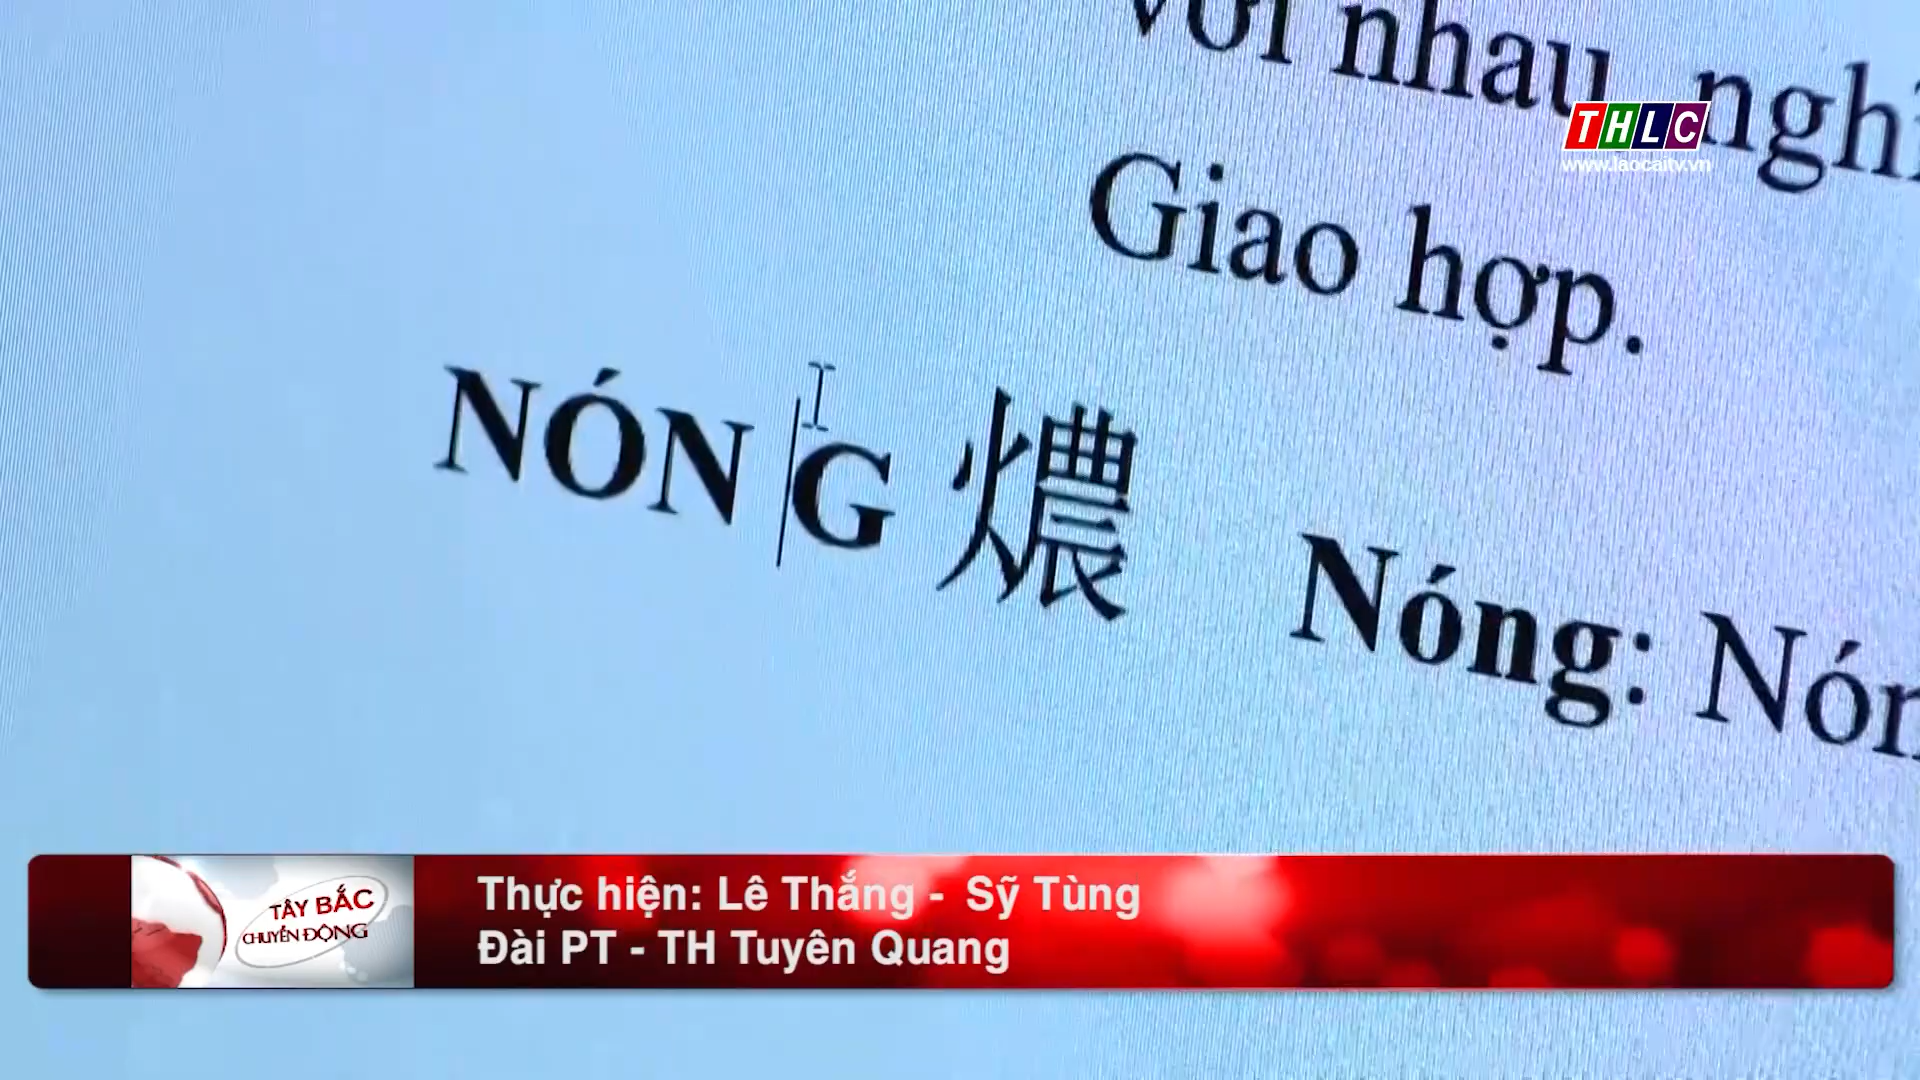 với nhau, nghĩ
THLC
www.laocaitv.vn
Giao hợp.
NÓNG 燶 Nóng: Nón
TÂY BẮC
CHUYỂN ĐỘNG
Thực hiện: Lê Thắng - Sỹ Tùng
Đài PT - TH Tuyên Quang